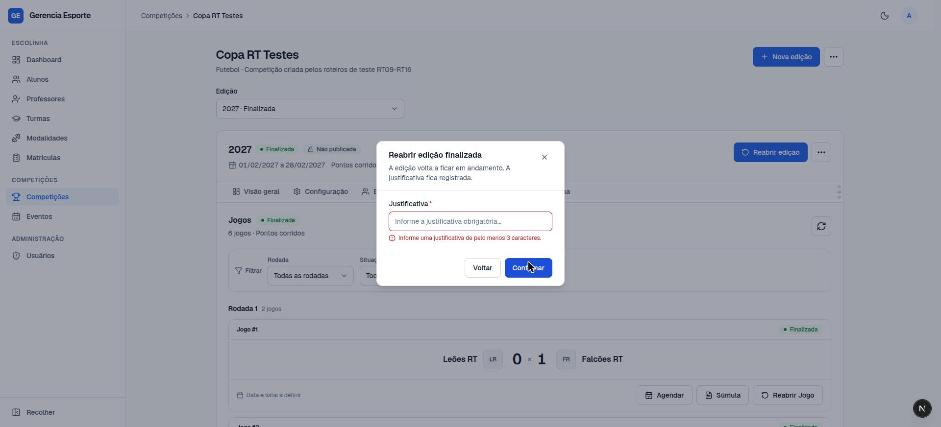 GE Gerencia Esporte
Competições > Copa RT Testes
A
ESCOLINHA
Dashboard
Alunos
Professores
Turmas
Modalidades
Matrículas
COMPETIÇÕES
Competições
Eventos
ADMINISTRAÇÃO
Usuários
Recolher
Copa RT Testes
Futebol · Competição criada pelos roteiros de teste RT09-RT16
+ Nova edição
Edição
2027 · Finalizada
2027 Finalizada Não publicada
01/02/2027 a 28/02/2027 · Pontos corridos
Reabrir edição
Visão geral
Configuração
Jogos Finalizada
6 jogos · Pontos corridos
Filtrar
Rodada
Todas as rodadas
Rodada 1 2 jogos
Jogo #1
Finalizada
Leões RT LR 0 × 1 FR Falcões RT
Data e local a definir
Agendar
Súmula
Reabrir Jogo
Reabrir edição finalizada
A edição volta a ficar em andamento. A
justificativa fica registrada.
Justificativa *
Informe a justificativa obrigatória...
Informe uma justificativa de pelo menos 3 caracteres.
Voltar
N